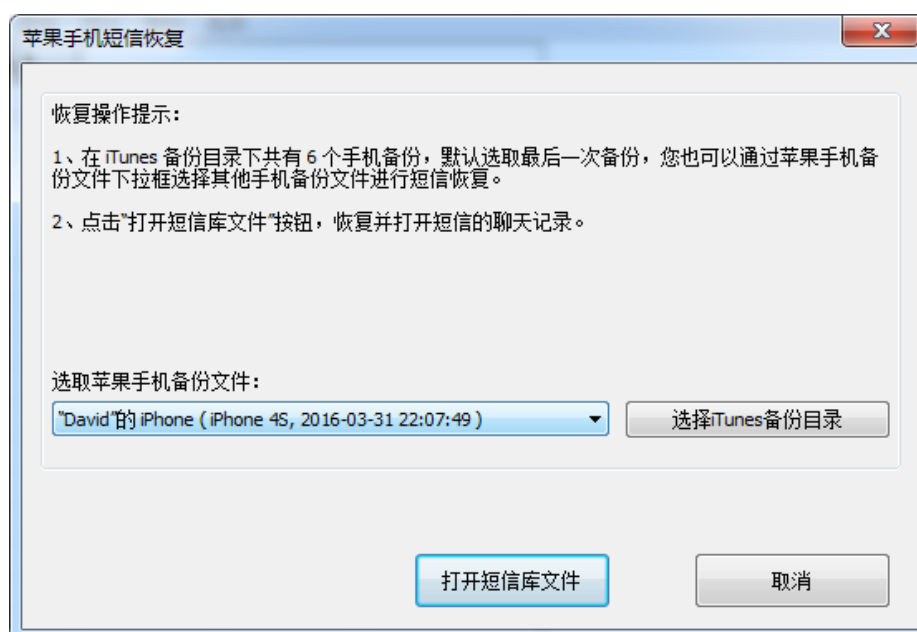 苹果手机短信恢复
恢复操作提示：
1、在 iTunes 备份目录下共有 6 个手机备份，默认选取最后一次备份，您也可以通过苹果手机备
份文件下拉框选择其他手机备份文件进行短信恢复。
2、点击"打开短信库文件"按钮，恢复并打开短信的聊天记录。
选取苹果手机备份文件：
"David"的 iPhone ( iPhone 4S, 2016-03-31 22:07:49 )
选择iTunes备份目录
打开短信库文件
取消